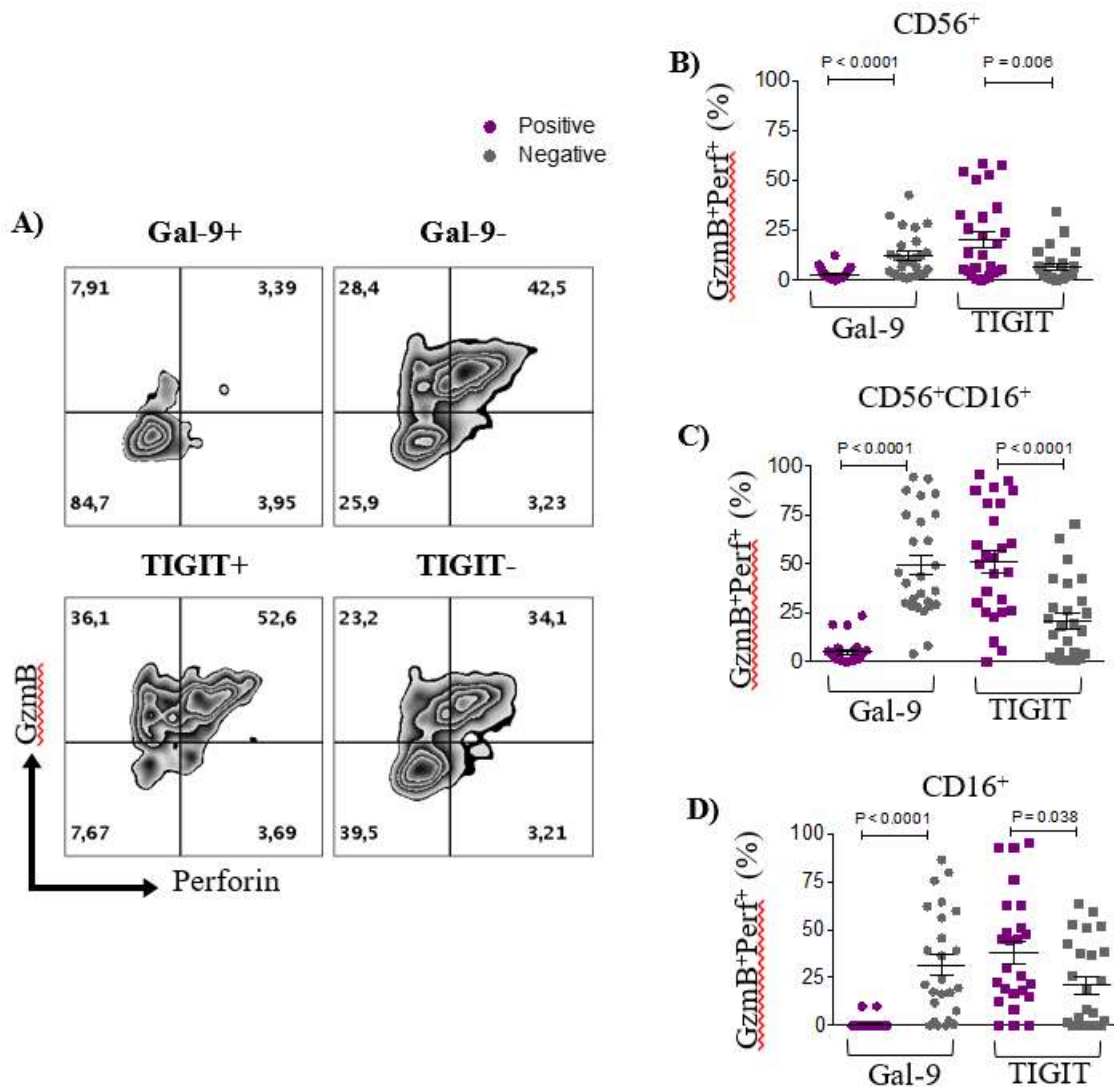 Positive
Negative
A)
Gal-9+
Gal-9-
7,91
3,39
28,4
42,5
84,7
3,95
25,9
3,23
TIGIT+
TIGIT-
36,1
52,6
23,2
34,1
7,67
3,69
39,5
3,21
GzmB
Perforin
CD56+
B)
P < 0.0001
P = 0.006
GzmB+Perf+ (%)
100
75
50
25
0
Gal-9
TIGIT
CD56+CD16+
C)
P < 0.0001
P < 0.0001
GzmB+Perf+ (%)
100
75
50
25
0
Gal-9
TIGIT
CD16+
D)
P < 0.0001
P = 0.038
GzmB+Perf+ (%)
100
75
50
25
0
Gal-9
TIGIT